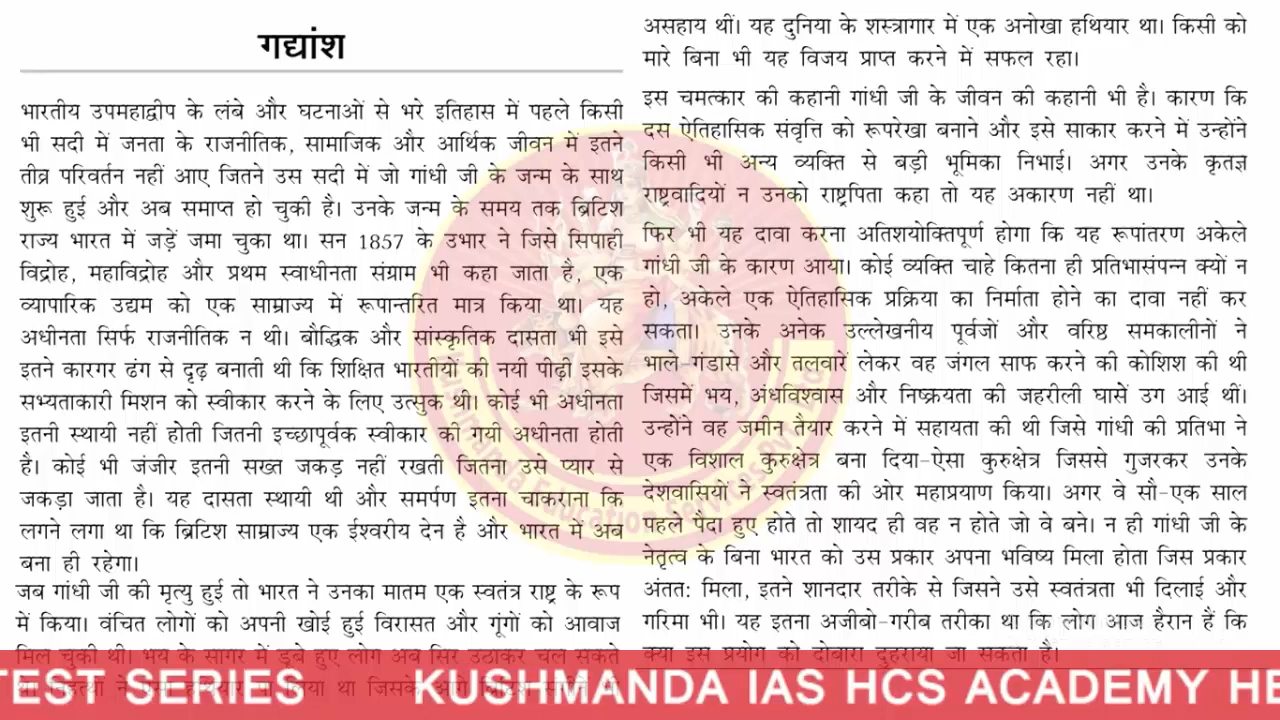 गद्यांश
भारतीय उपमहाद्वीप के लंबे और घटनाओं से भरे इतिहास में पहले किसी
भी सदी में जनता के राजनीतिक, सामाजिक और आर्थिक जीवन में इतने
तीव्र परिवर्तन नहीं आए जितने उस सदी में जो गांधी जी के जन्म के साथ
शुरू हुई और अब समाप्त हो चुकी है। उनके जन्म के समय तक ब्रिटिश
राज्य भारत में जड़ें जमा चुका था। सन 1857 के उभार ने जिसे सिपाही
विद्रोह, महाविद्रोह और प्रथम स्वाधीनता संग्राम भी कहा जाता है, एक
व्यापारिक उद्यम को एक साम्राज्य में रूपान्तरित मात्र किया था। यह
अधीनता सिर्फ राजनीतिक न थी। बौद्धिक और सांस्कृतिक दासता भी इसे
इतने कारगर ढंग से दृढ़ बनाती थी कि शिक्षित भारतीयों की नयी पीढ़ी इसके
सभ्यताकारी मिशन को स्वीकार करने के लिए उत्सुक थी। कोई भी अधीनता
इतनी स्थायी नहीं होती जितनी इच्छापूर्वक स्वीकार की गयी अधीनता होती
है। कोई भी जंजीर इतनी सख्त जकड़ नहीं रखती जितना उसे प्यार से
जकड़ा जाता है। यह दासता स्थायी थी और समर्पण इतना चाकराना कि
लगने लगा था कि ब्रिटिश साम्राज्य एक ईश्वरीय देन है और भारत में अब
बना ही रहेगा।
जब गांधी जी की मृत्यु हुई तो भारत ने उनका मातम एक स्वतंत्र राष्ट्र के रूप
में किया। वंचित लोगों को अपनी खोई हुई विरासत और गूंगों को आवाज
मिल चुकी थी। भय के सागर में डूबे हुए लोग अब सिर उठाकर चल सकते
असहाय थीं। यह दुनिया के शस्त्रागार में एक अनोखा हथियार था। किसी को
मारे बिना भी यह विजय प्राप्त करने में सफल रहा।
इस चमत्कार की कहानी गांधी जी के जीवन की कहानी भी है। कारण कि
दस ऐतिहासिक संवृत्ति को रूपरेखा बनाने और इसे साकार करने में उन्होंने
किसी भी अन्य व्यक्ति से बड़ी भूमिका निभाई। अगर उनके कृतज्ञ
राष्ट्रवादियों न उनको राष्ट्रपिता कहा तो यह अकारण नहीं था।
फिर भी यह दावा करना अतिशयोक्तिपूर्ण होगा कि यह रूपांतरण अकेले
गांधी जी के कारण आया। कोई व्यक्ति चाहे कितना ही प्रतिभासंपन्न क्यों न
हो, अकेले एक ऐतिहासिक प्रक्रिया का निर्माता होने का दावा नहीं कर
सकता। उनके अनेक उल्लेखनीय पूर्वजों और वरिष्ठ समकालीनों ने
भाले-गंडासे और तलवारें लेकर वह जंगल साफ करने की कोशिश की थी
जिसमें भय, अंधविश्वास और निष्क्रयता की जहरीली घासें उग आई थीं।
उन्होंने वह जमीन तैयार करने में सहायता की थी जिसे गांधी की प्रतिभा ने
एक विशाल कुरुक्षेत्र बना दिया-ऐसा कुरुक्षेत्र जिससे गुजरकर उनके
देशवासियों ने स्वतंत्रता की ओर महाप्रयाण किया। अगर वे सौ-एक साल
पहले पैदा हुए होते तो शायद ही वह न होते जो वे बने। न ही गांधी जी के
नेतृत्व के बिना भारत को उस प्रकार अपना भविष्य मिला होता जिस प्रकार
अंतत: मिला, इतने शानदार तरीके से जिसने उसे स्वतंत्रता भी दिलाई और
गरिमा भी। यह इतना अजीबो-गरीब तरीका था कि लोग आज हैरान हैं कि
क्या इस प्रयोग को दोबारा दुहराया जा सकता है।
TEST SERIES KUSHMANDA IAS HCS ACADEMY HE